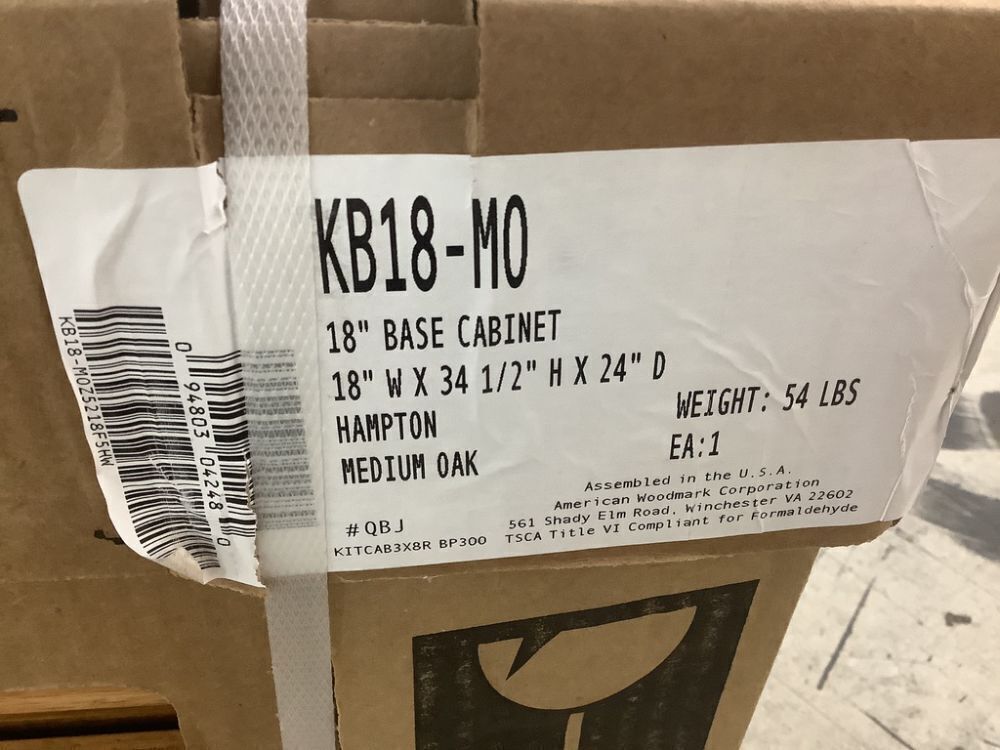 KB18-MO
18" BASE CABINET
18" W X 34 1/2" H X 24" D
HAMPTON
MEDIUM OAK
WEIGHT: 54 LBS
EA:1
Assembled in the U.S.A.
American Woodmark Corporation
561 Shady Elm Road, Winchester VA 22602
TSCA Title VI Compliant for Formaldehyde
#QBJ
KITCAB3X8R BP300
KB18-MO25218F5HW
0 94803 04248 0